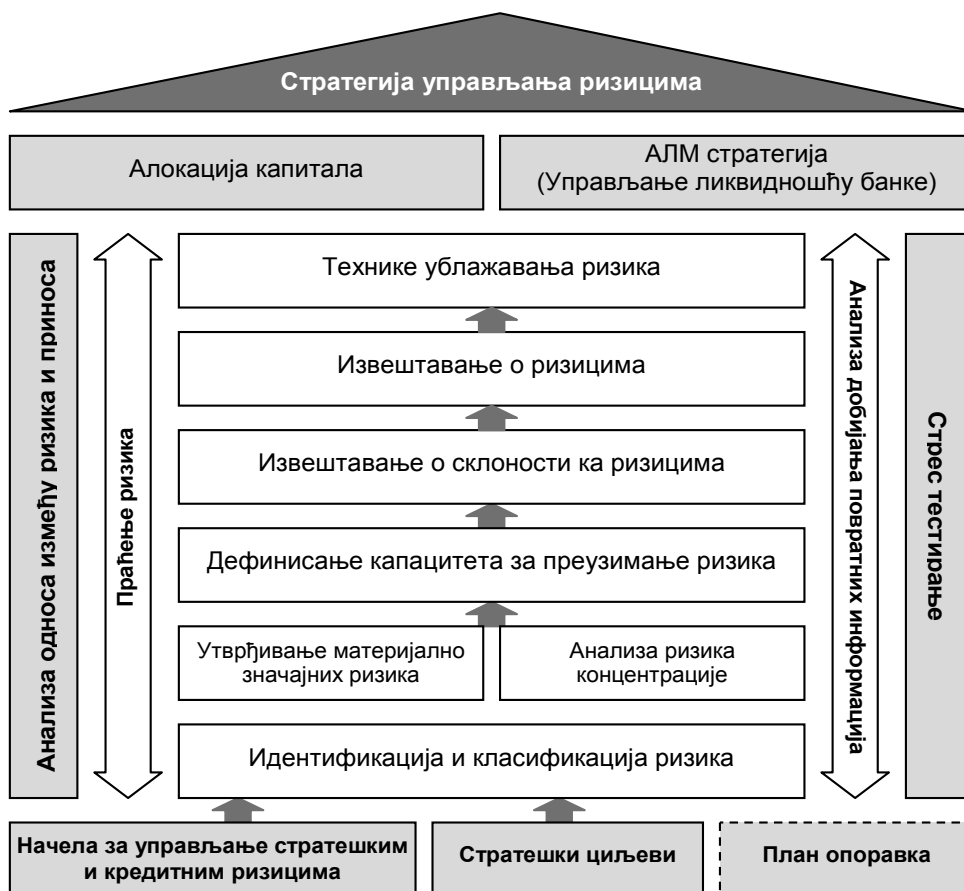 Стратегија управљања ризицима
Алокација капитала
АЛМ стратегија
(Управљање ликвидношћу банке)
Анализа односа између ризика и приноса
Праћење ризика
Технике ублажавања ризика
Извештавање о ризицима
Извештавање о склоности ка ризицима
Дефинисање капацитета за преузимање ризика
Утврђивање материјално
значајних ризика
Анализа ризика
концентрације
Идентификација и класификација ризика
Анализа добијања повратних информација
Стрес тестирање
Начела за управљање стратешким
и кредитним ризицима
Стратешки циљеви
План опоравка